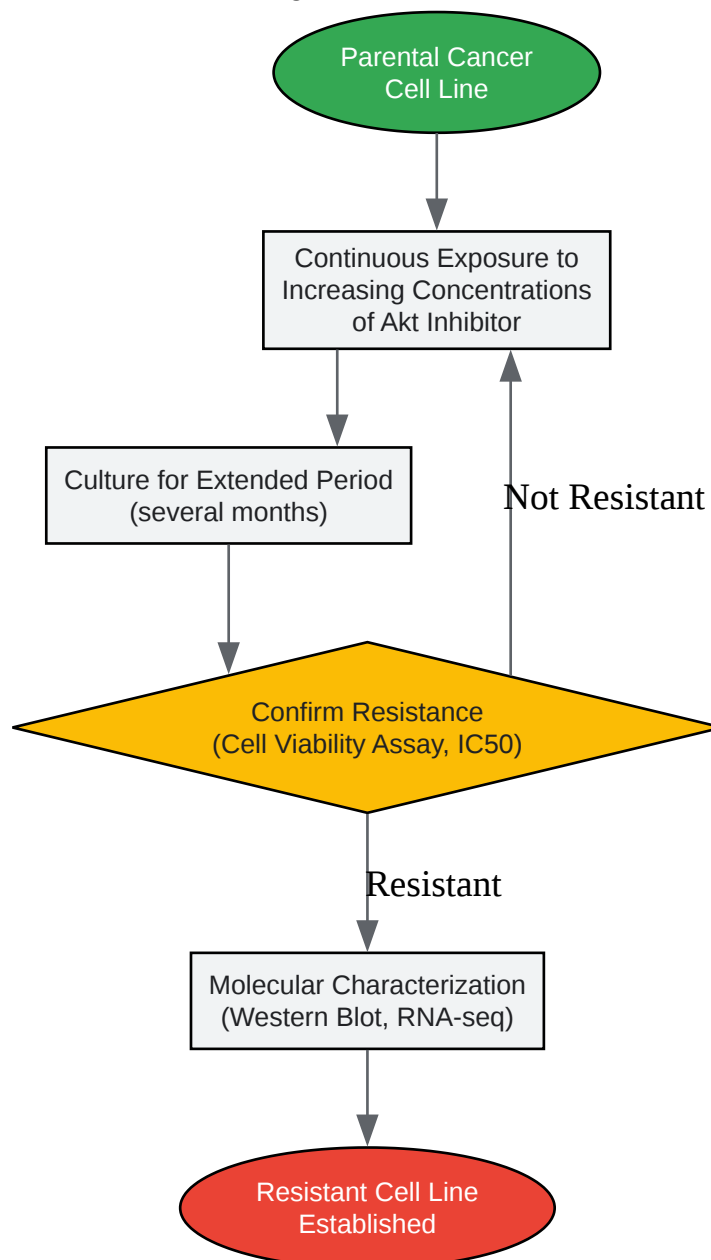 Parental Cancer
Cell Line
Continuous Exposure to
Increasing Concentrations
of Akt Inhibitor
Culture for Extended Period
(several months)
Not Resistant
Confirm Resistance
(Cell Viability Assay, IC50)
Resistant
Molecular Characterization
(Western Blot, RNA-seq)
Resistant Cell Line
Established